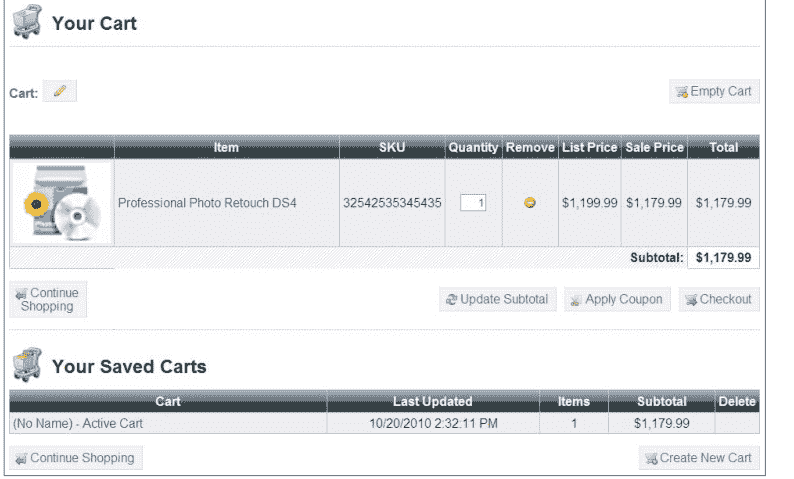 Your Cart
Cart:
Empty Cart
Item SKU Quantity Remove List Price Sale Price Total
Professional Photo Retouch DS4 32542535345435 1 $1,199.99 $1,179.99 $1,179.99
Subtotal: $1,179.99
Continue
Shopping
Update Subtotal Apply Coupon Checkout
Your Saved Carts
Cart Last Updated Items Subtotal Delete
(No Name) - Active Cart 10/20/2010 2:32:11 PM 1 $1,179.99
Continue Shopping Create New Cart